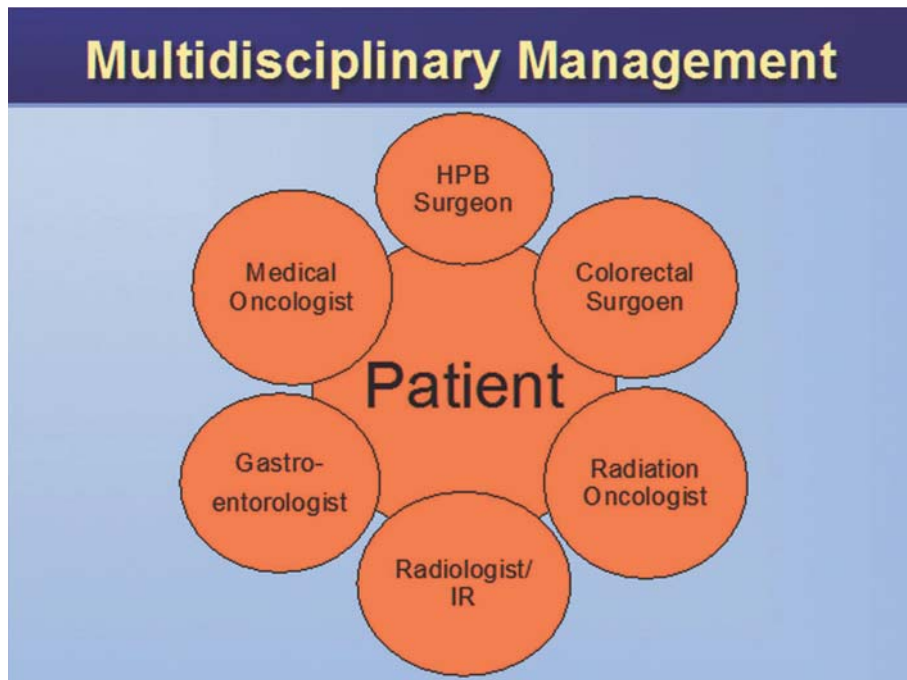 Multidisciplinary Management
HPB
Surgeon
Medical
Oncologist
Colorectal
Surgoen
Patient
Gastro-
entorologist
Radiation
Oncologist
Radiologist/
IR